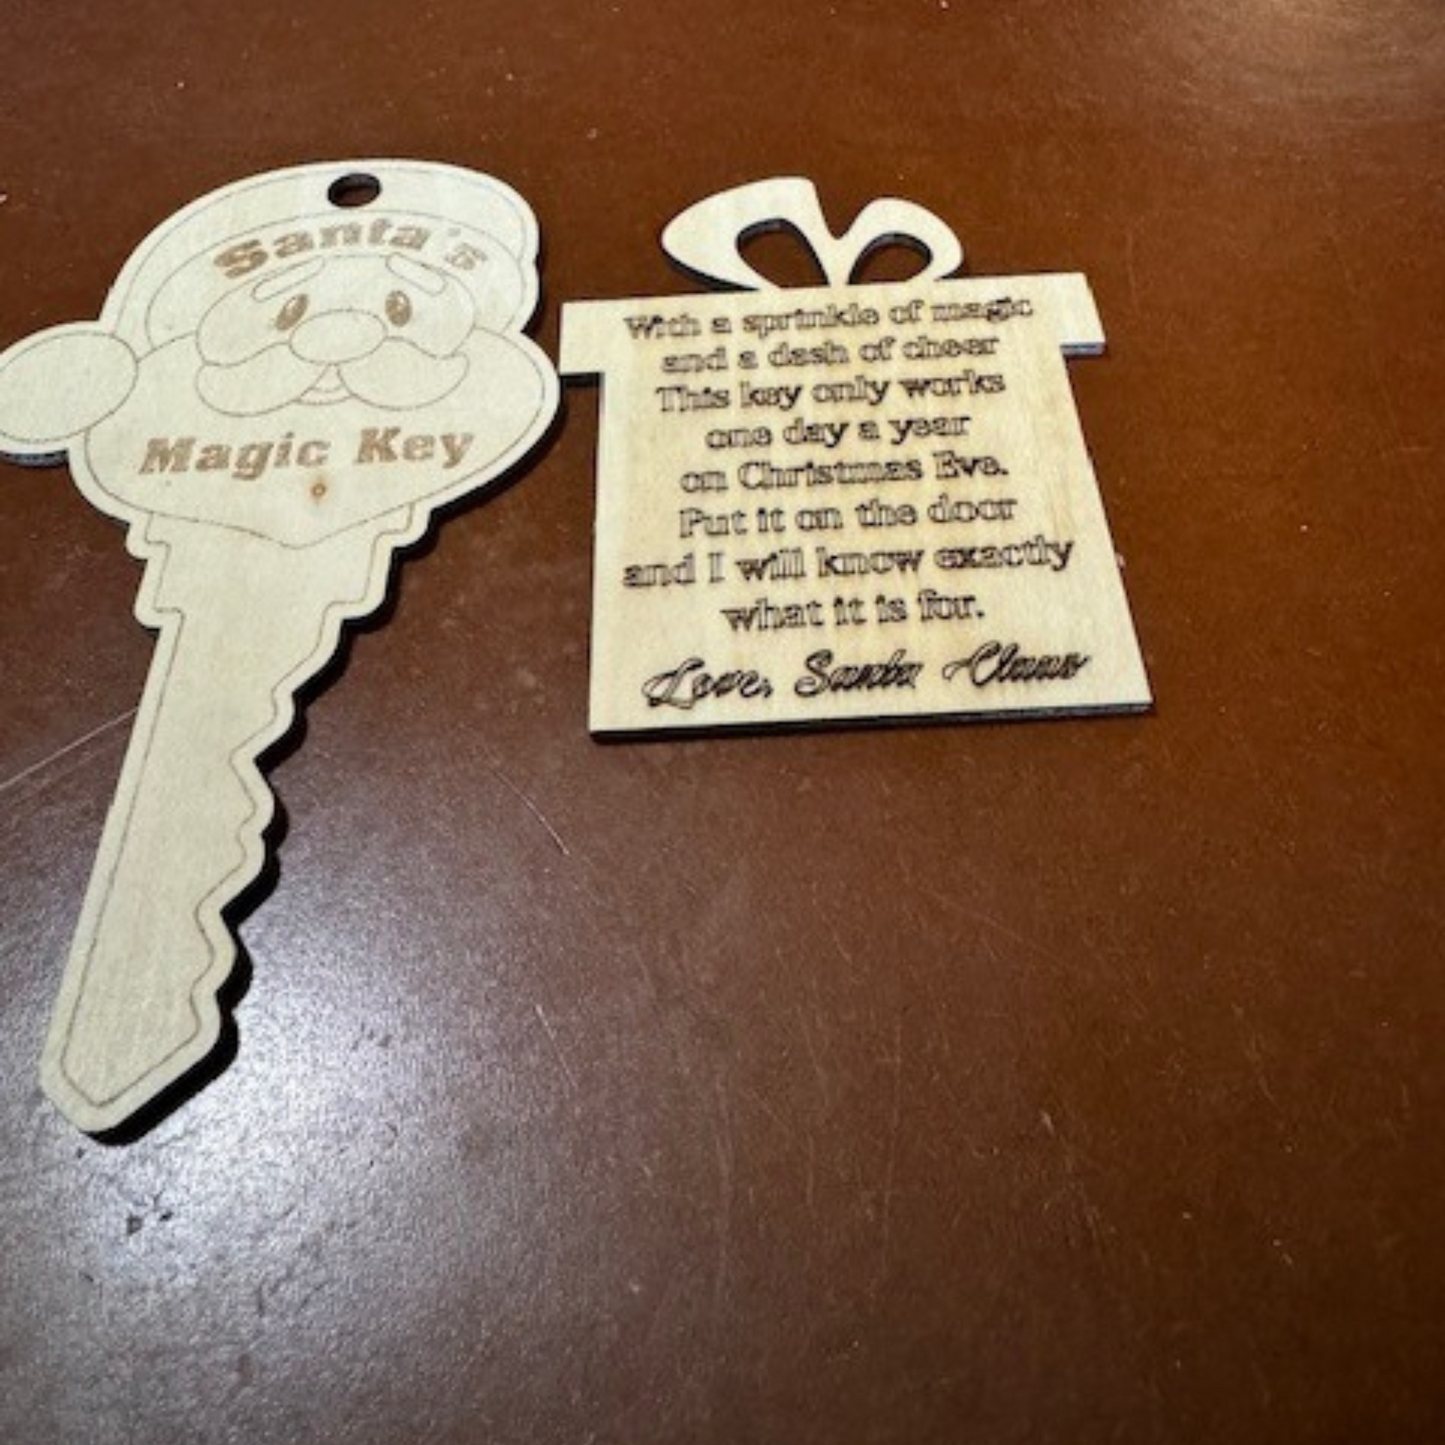 Santa's
Magic Key
With a sprinkle of magic
and a dash of cheer
This key only works
one day a year
on Christmas Eve.
Put it on the door
and I will know exactly
what it is for.
Love, Santa Claus